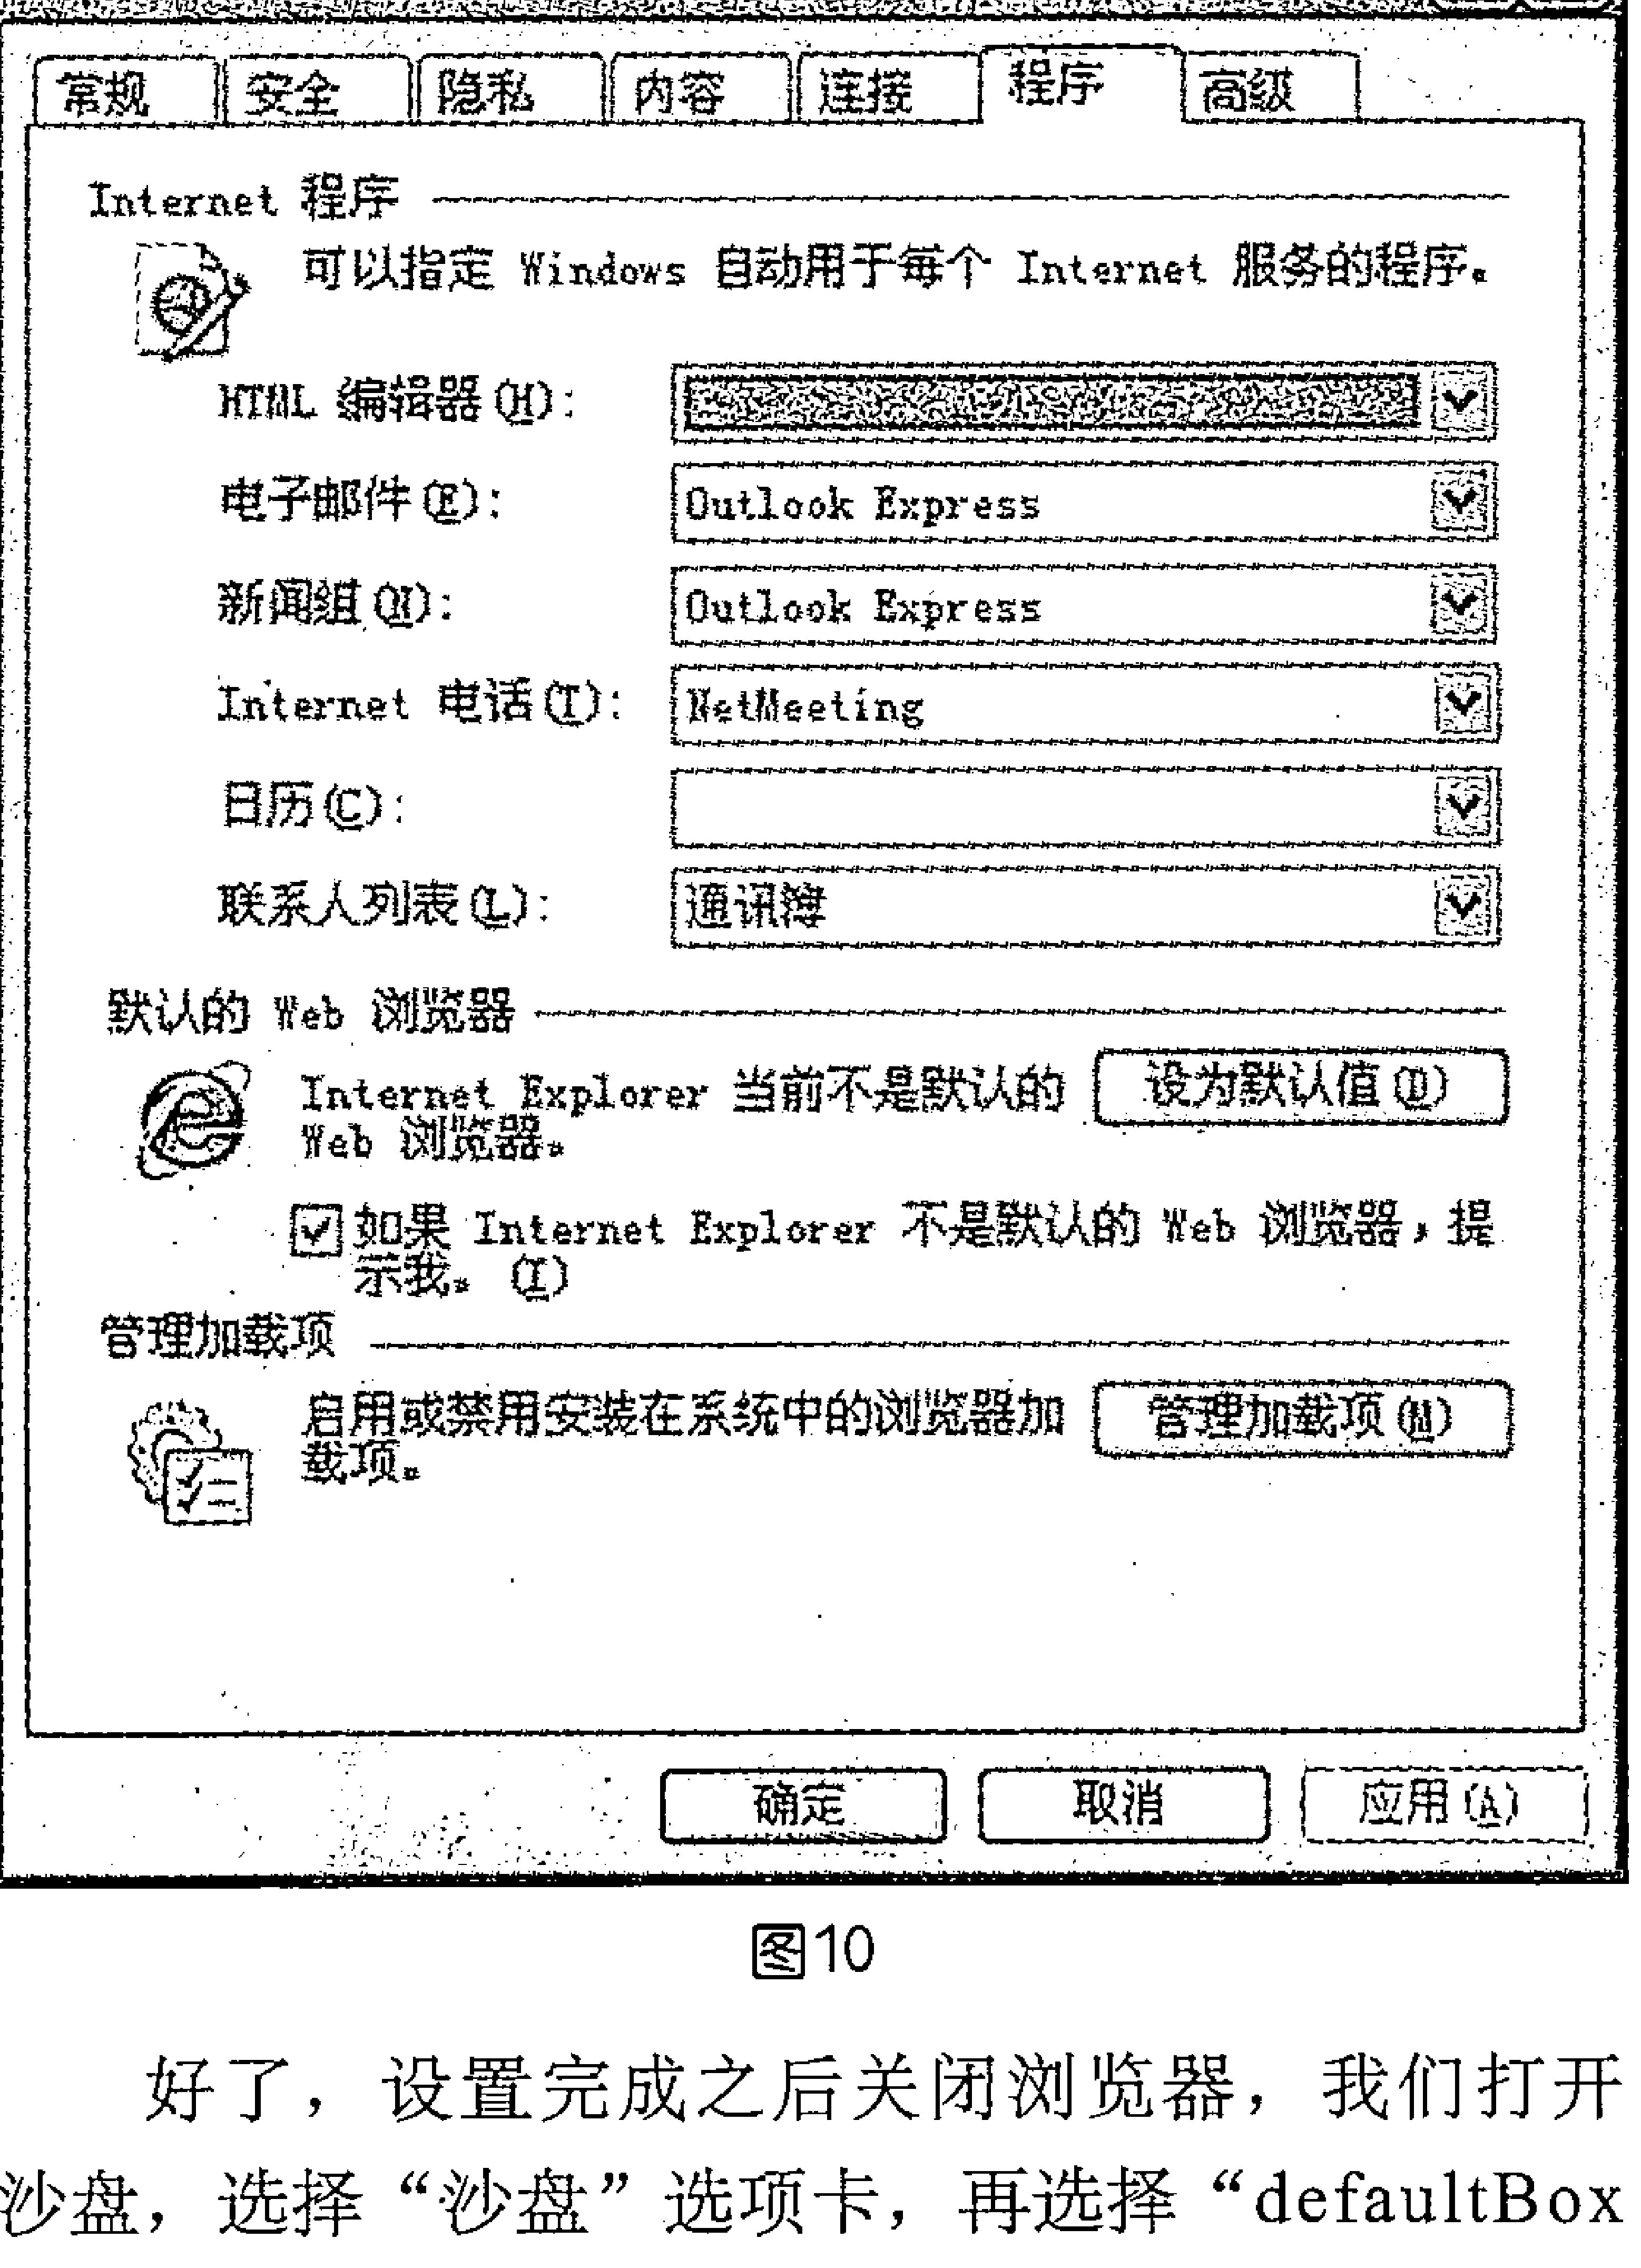 常规 安全 隐私 内容 连接 程序 高级
Internet 程序
可以指定 Windows 自动用于每个 Internet 服务的程序。
HTML 编辑器(H):
电子邮件(E): Outlook Express
新闻组(N): Outlook Express
Internet 电话(T): NetMeeting
日历(C):
联系人列表(L): 通讯簿
默认的 Web 浏览器
Internet Explorer 当前不是默认的 设为默认值(D)
Web 浏览器。
如果 Internet Explorer 不是默认的 Web 浏览器，提
示我。(I)
管理加载项
启用或禁用安装在系统中的浏览器加 管理加载项(M)
载项。
确定 取消 应用(A)
图10
好了，设置完成之后关闭浏览器，我们打开
沙盘，选择“沙盘”选项卡，再选择“defaultBox